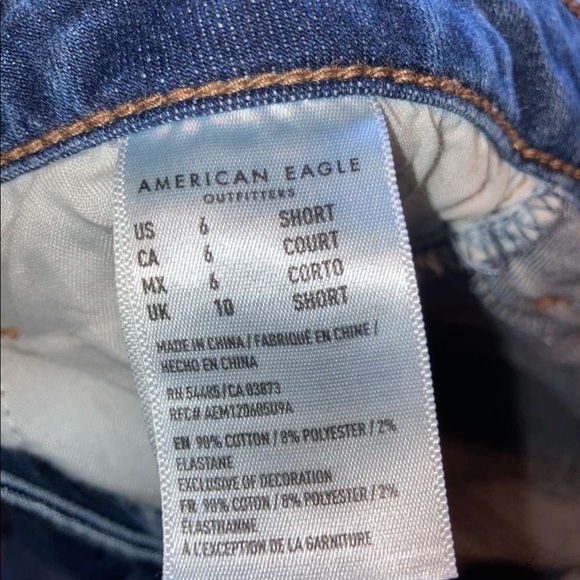 AMERICAN EAGLE
OUTFITTERS
US 6 SHORT
CA 6 COURT
MX 6 CORTO
UK 10 SHORT
MADE IN CHINA / FABRIQUÉ EN CHINE /
HECHO EN CHINA
RN 54485 / CA 03873
RFC# AEM120605U9A
EN 90% COTTON / 8% POLYESTER / 2%
ELASTANE
EXCLUSIVE OF DECORATION
FR 90% COTON / 8% POLYESTER / 2%
ELASTHANNE
À L'EXCEPTION DE LA GARNITURE